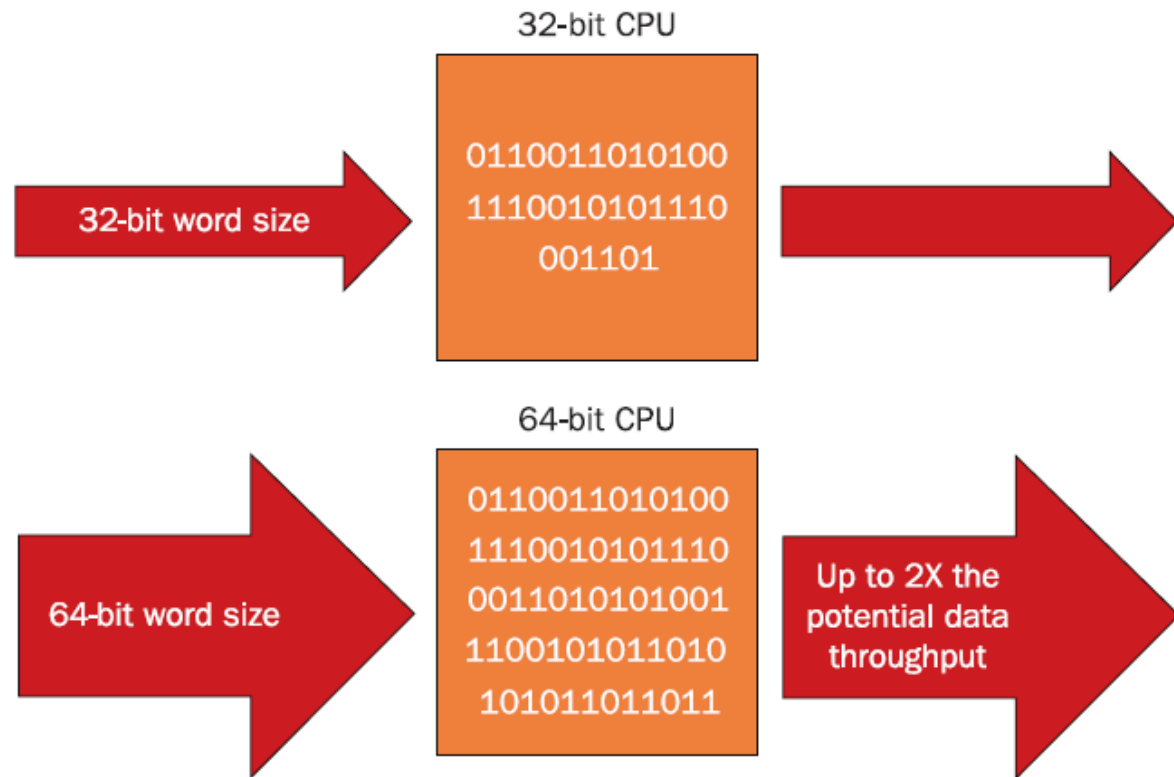 32-bit CPU
32-bit word size
0110011010100
1110010101110
001101
64-bit CPU
64-bit word size
0110011010100
1110010101110
0011010101001
1100101011010
101011011011
Up to 2X the
potential data
throughput